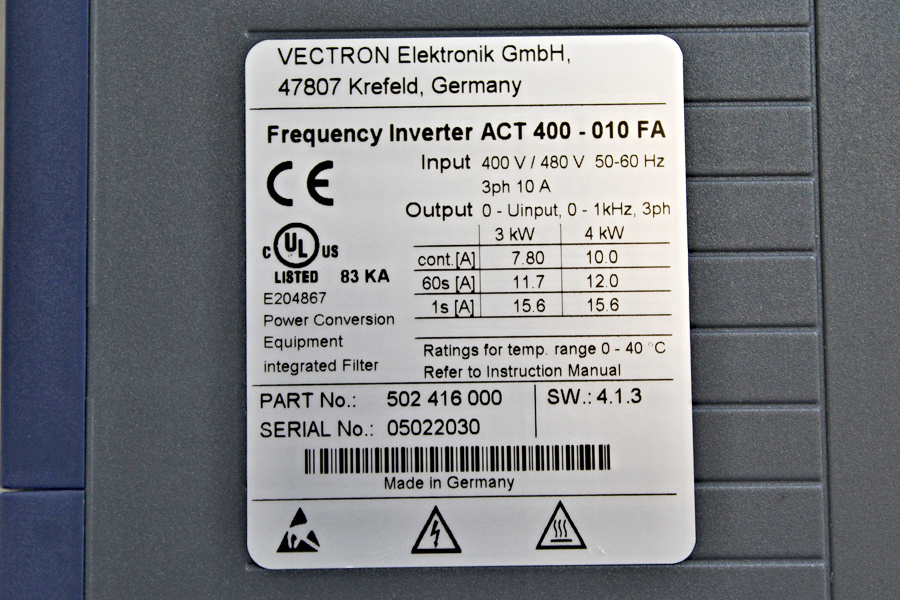 VECTRON Elektronik GmbH,
47807 Krefeld, Germany
Frequency Inverter ACT 400 - 010 FA
Input 400 V / 480 V 50-60 Hz
3ph 10 A
Output 0 - Uinput, 0 - 1kHz, 3ph
3 kW 4 kW
cont.[A] 7.80 10.0
60s [A] 11.7 12.0
1s [A] 15.6 15.6
CE
C UL US
LISTED 83 KA
E204867
Power Conversion
Equipment
integrated Filter
Ratings for temp. range 0 - 40 °C
Refer to Instruction Manual
PART No.: 502 416 000 SW.: 4.1.3
SERIAL No.: 05022030
Made in Germany